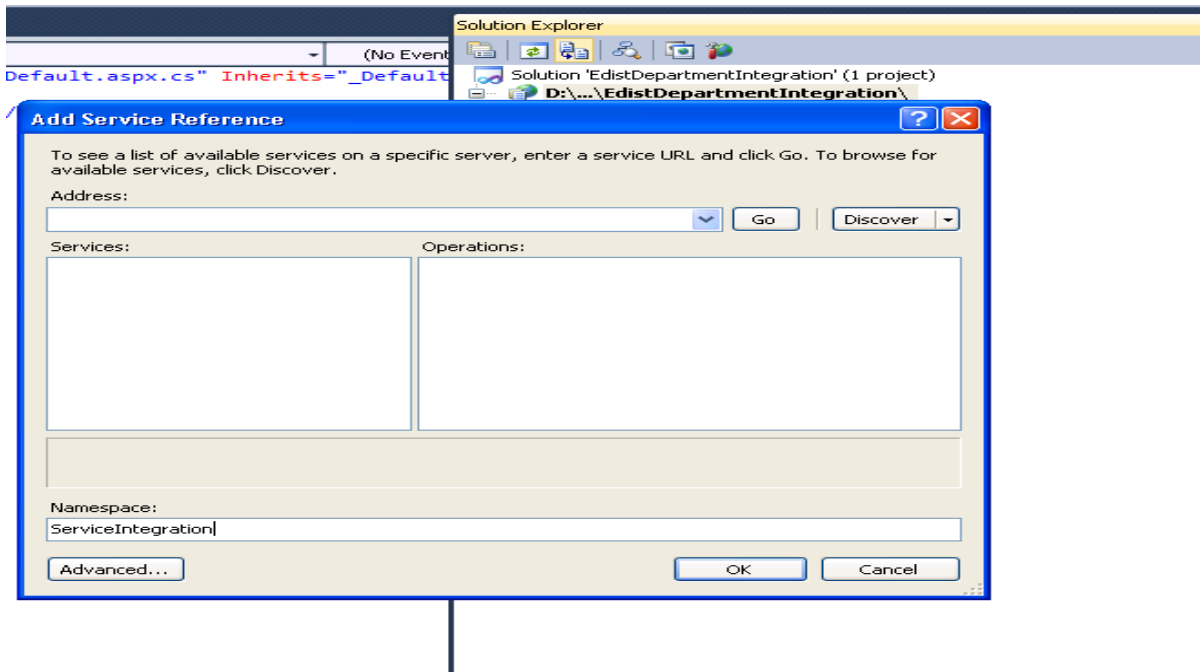 Solution Explorer
(No Event
Default.aspx.cs" Inherits="_Default
Solution 'EdistDepartmentIntegration' (1 project)
D:\...\EdistDepartmentIntegration\
/
Add Service Reference
To see a list of available services on a specific server, enter a service URL and click Go. To browse for
available services, click Discover.
Address:
Go
Discover
Services:
Operations:
Namespace:
ServiceIntegration
Advanced...
OK
Cancel